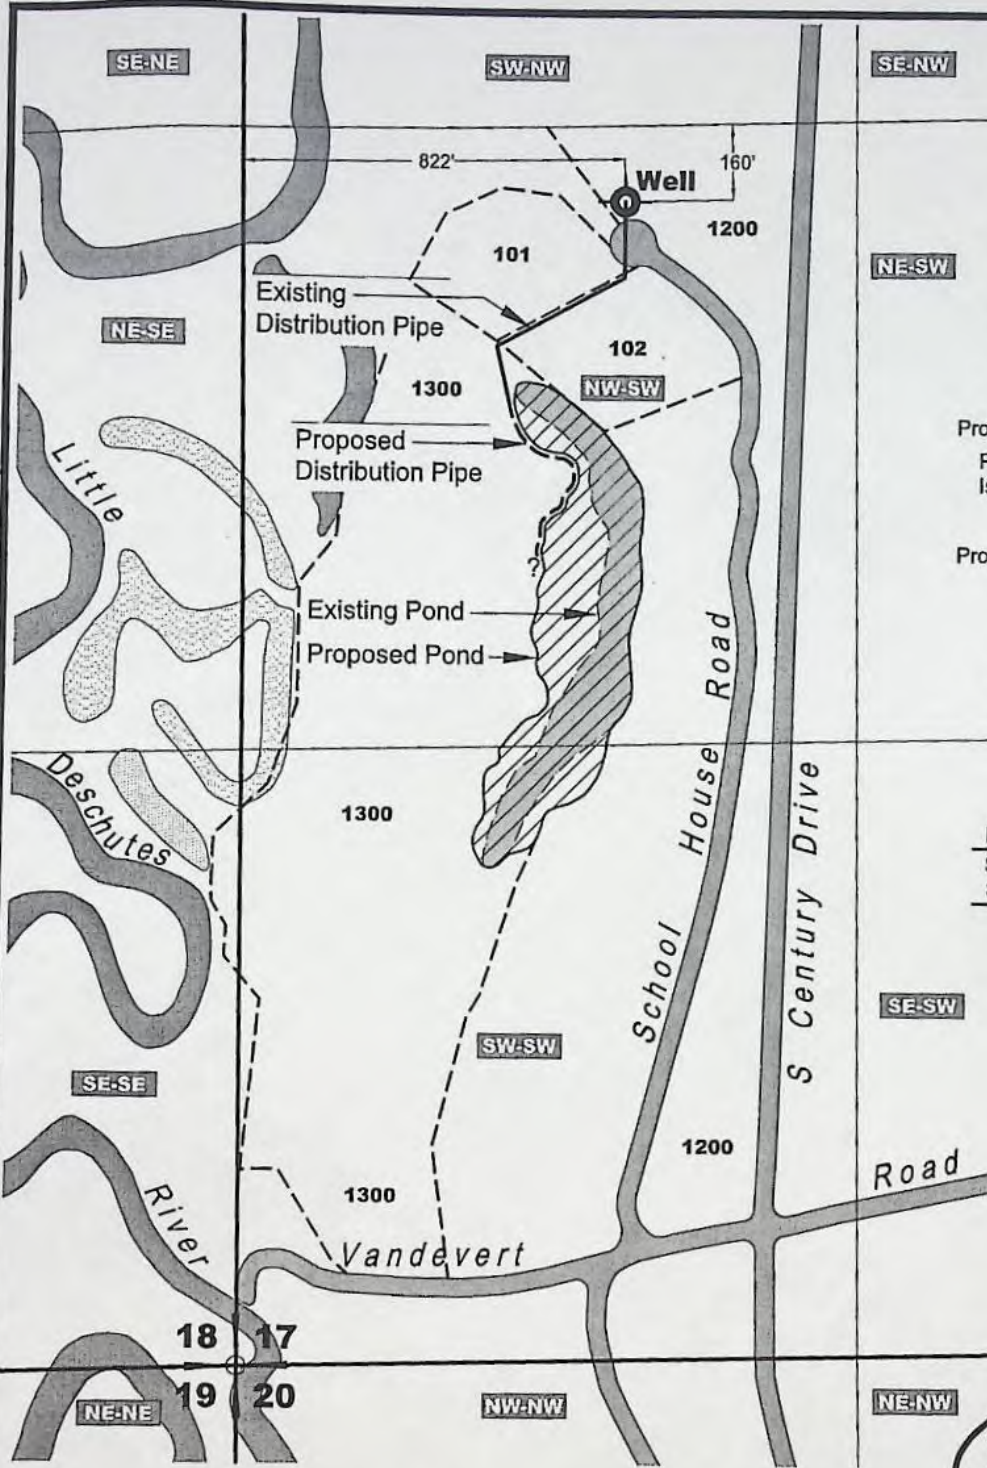 SE-NE
SW-NW
SE-NW
822'
160'
Well
1200
101
NE-SW
Existing
Distribution Pipe
NE-SE
102
1300
NW-SW
Proposed
Distribution Pipe
Little
?
Existing Pond
Proposed Pond
School House Road
S Century Drive
Deschutes
1300
SE-SW
SW-SW
SE-SE
1200
Road
1300
River
Vandevert
18 17
19 20
NE-NE
NW-NW
NE-NW
Pro
Pro